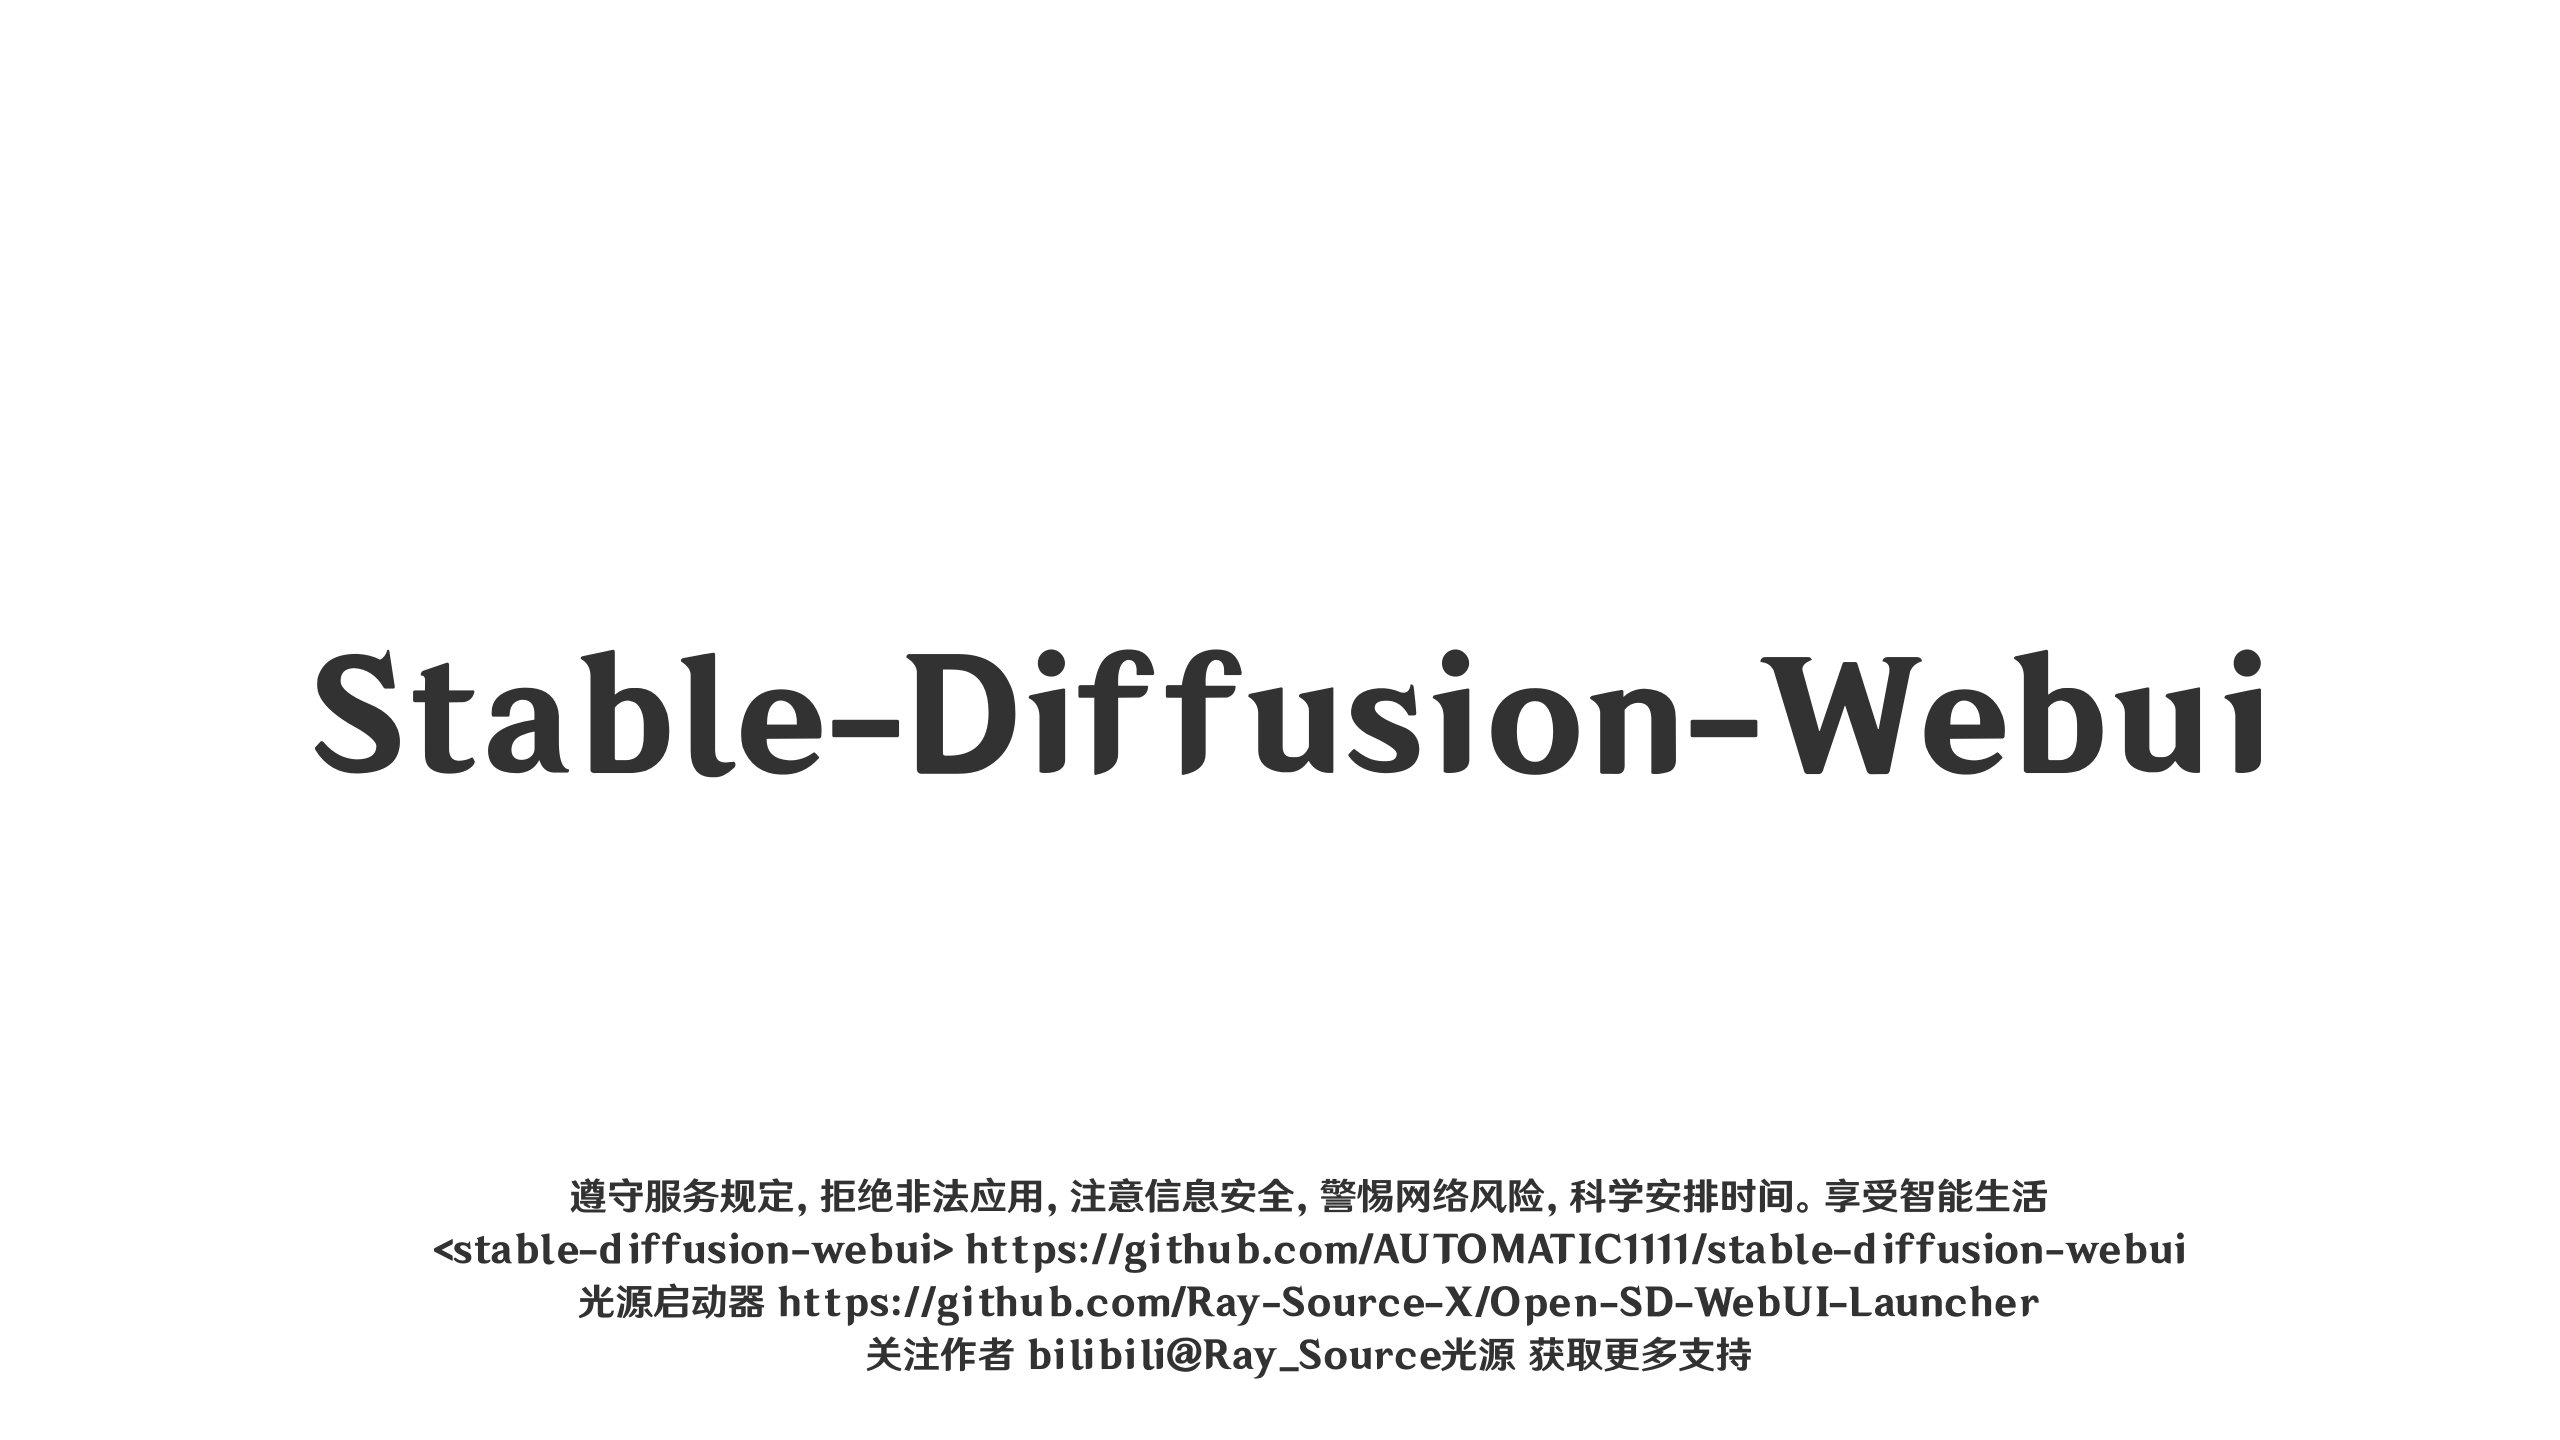 Stable-Diffusion-Webui
遵守服务规定，拒绝非法应用，注意信息安全，警惕网络风险，科学安排时间。享受智能生活
<stable-diffusion-webui> https://github.com/AUTOMATIC1111/stable-diffusion-webui
光源启动器 https://github.com/Ray-Source-X/Open-SD-WebUI-Launcher
关注作者 bilibili@Ray_Source光源 获取更多支持